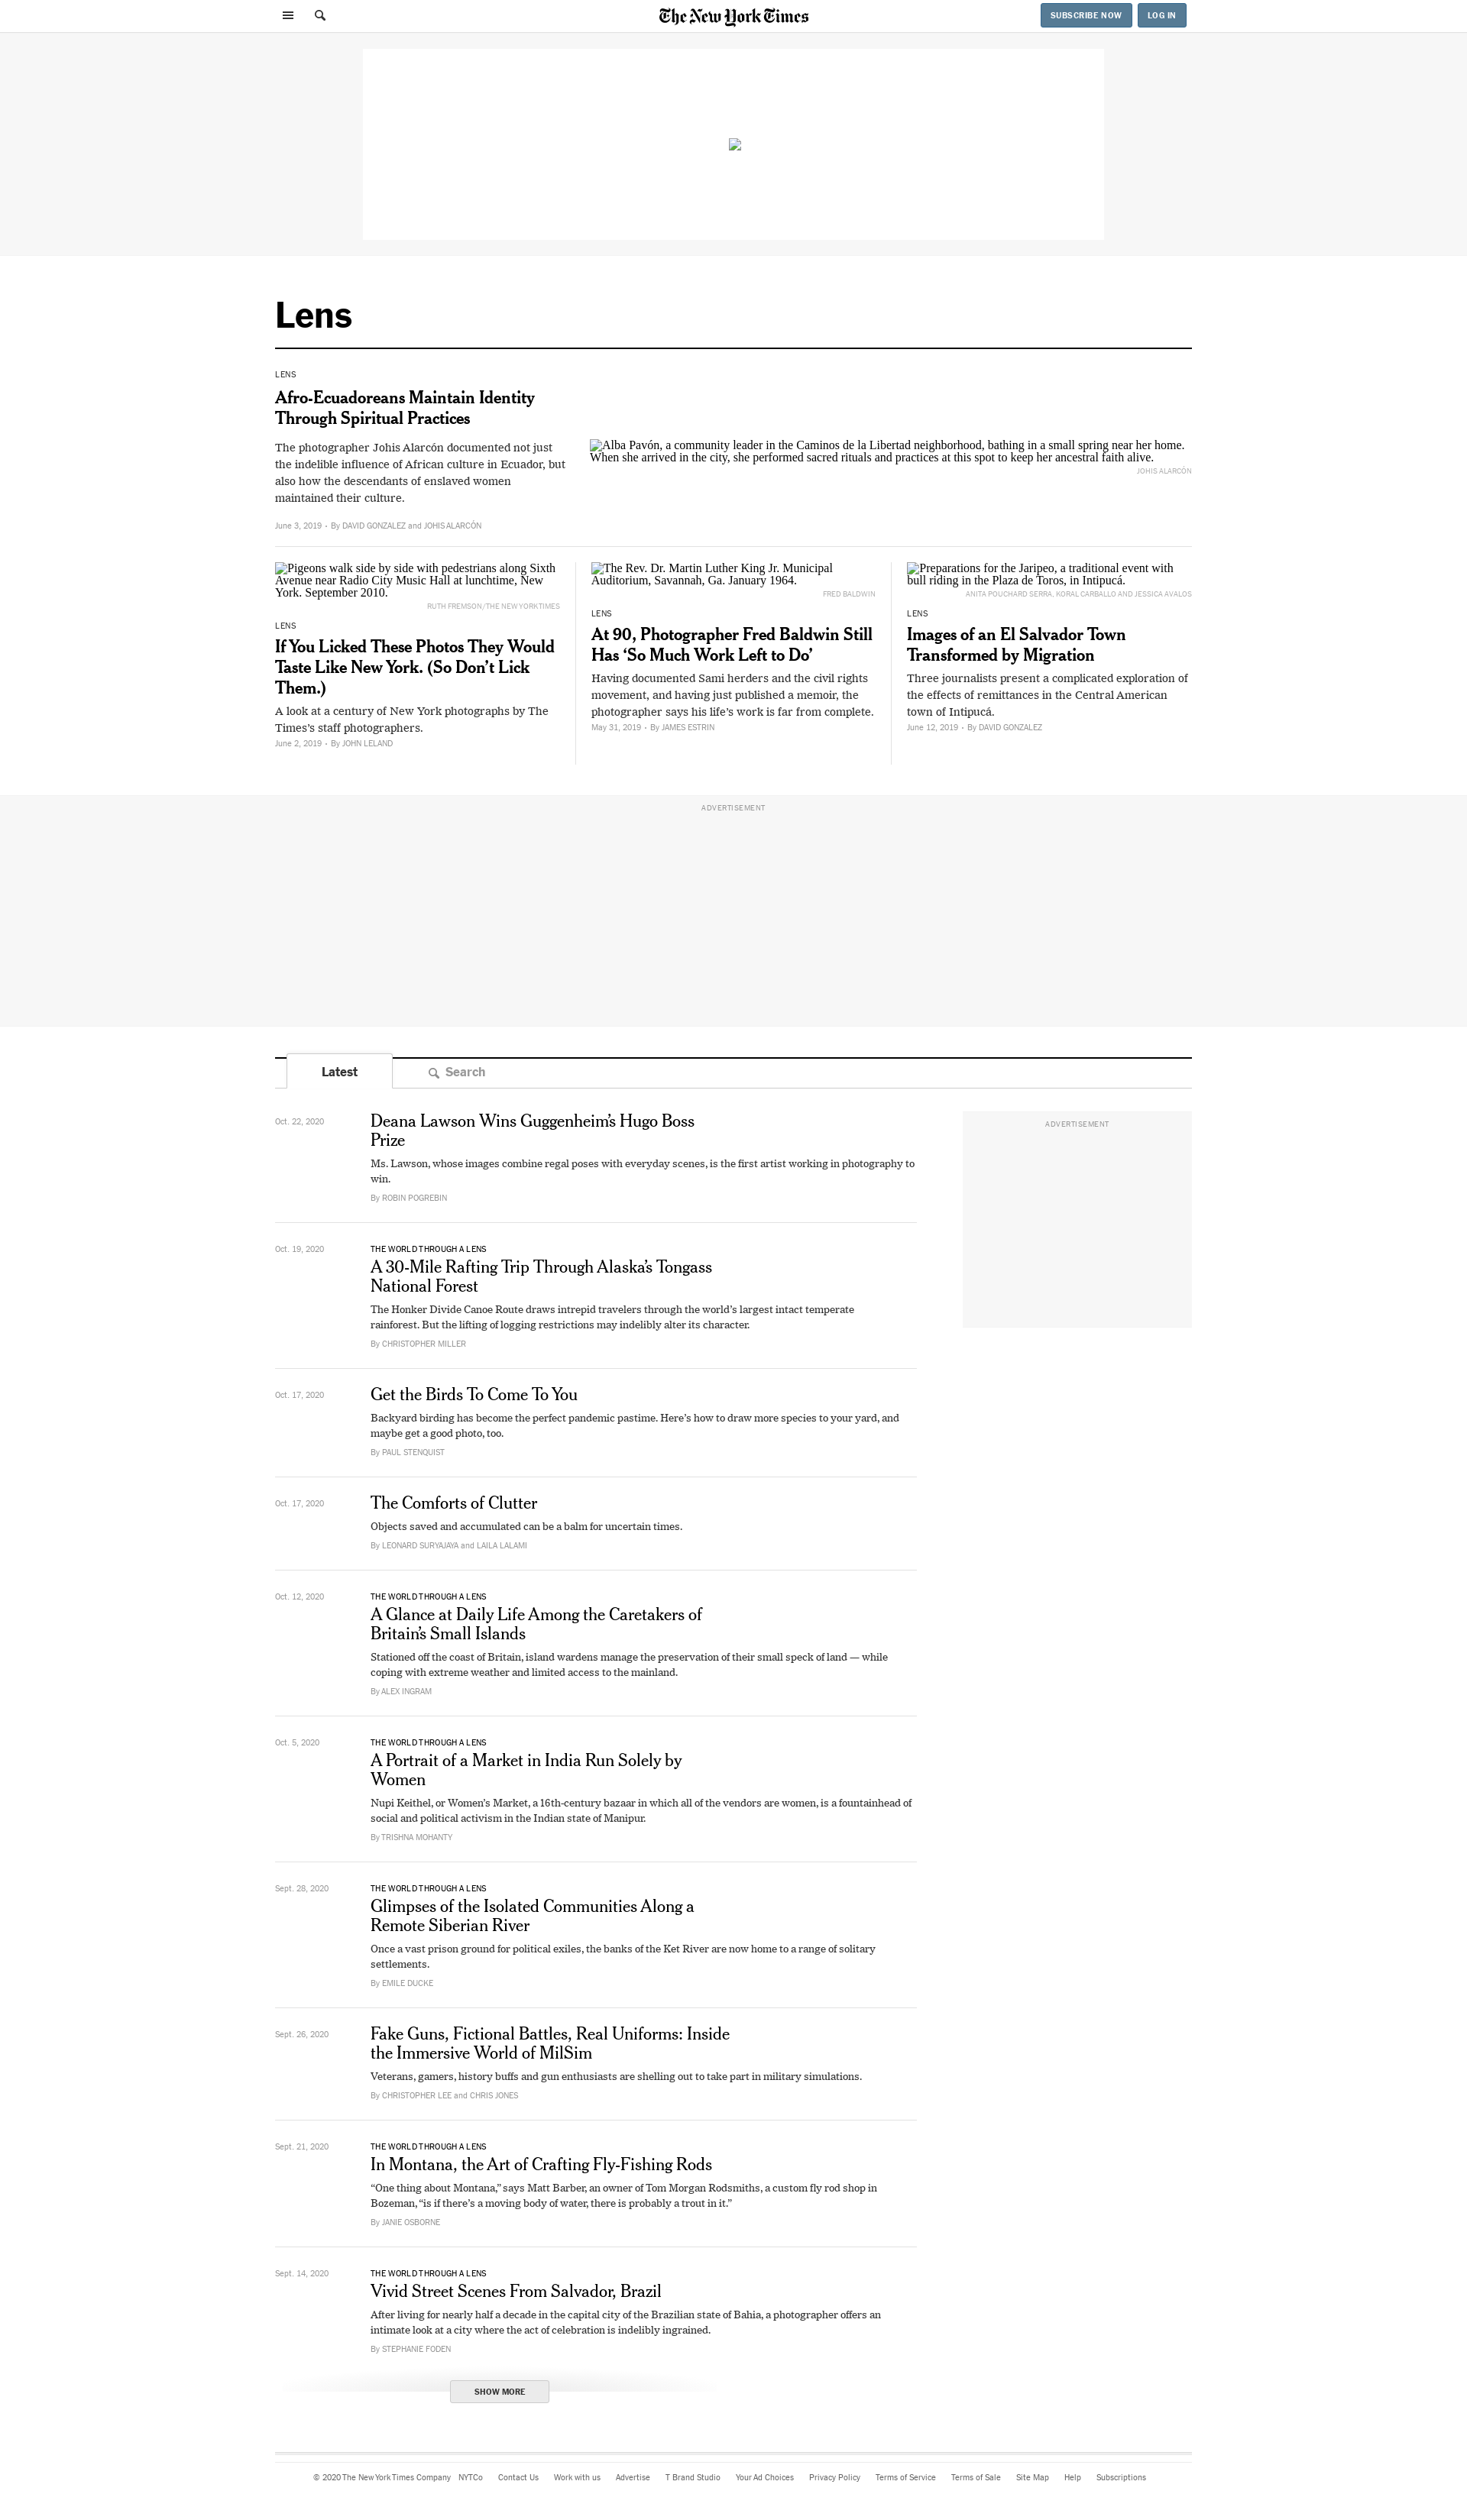 The New York Times
SUBSCRIBE NOW
LOG IN
Lens
LENS
Afro-Ecuadoreans Maintain Identity
Through Spiritual Practices
The photographer Johis Alarcón documented not just
the indelible influence of African culture in Ecuador, but
also how the descendants of enslaved women
maintained their culture.
June 3, 2019 • By DAVID GONZALEZ and JOHIS ALARCÓN
Alba Pavón, a community leader in the Caminos de la Libertad neighborhood, bathing in a small spring near her home.
When she arrived in the city, she performed sacred rituals and practices at this spot to keep her ancestral faith alive.
JOHIS ALARCÓN
Pigeons walk side by side with pedestrians along Sixth
Avenue near Radio City Music Hall at lunchtime, New
York. September 2010.
RUTH FREMSON/THE NEW YORK TIMES
LENS
If You Licked These Photos They Would
Taste Like New York. (So Don’t Lick
Them.)
A look at a century of New York photographs by The
Times’s staff photographers.
June 2, 2019 • By JOHN LELAND
The Rev. Dr. Martin Luther King Jr. Municipal
Auditorium, Savannah, Ga. January 1964.
FRED BALDWIN
LENS
At 90, Photographer Fred Baldwin Still
Has ‘So Much Work Left to Do’
Having documented Sami herders and the civil rights
movement, and having just published a memoir, the
photographer says his life’s work is far from complete.
May 31, 2019 • By JAMES ESTRIN
Preparations for the Jaripeo, a traditional event with
bull riding in the Plaza de Toros, in Intipucá.
ANITA POUCHARD SERRA, KORAL CARBALLO AND JESSICA AVALOS
LENS
Images of an El Salvador Town
Transformed by Migration
Three journalists present a complicated exploration of
the effects of remittances in the Central American
town of Intipucá.
June 12, 2019 • By DAVID GONZALEZ
ADVERTISEMENT
Latest
Search
ADVERTISEMENT
Oct. 22, 2020
Deana Lawson Wins Guggenheim’s Hugo Boss
Prize
Ms. Lawson, whose images combine regal poses with everyday scenes, is the first artist working in photography to
win.
By ROBIN POGREBIN
Oct. 19, 2020
THE WORLD THROUGH A LENS
A 30-Mile Rafting Trip Through Alaska’s Tongass
National Forest
The Honker Divide Canoe Route draws intrepid travelers through the world’s largest intact temperate
rainforest. But the lifting of logging restrictions may indelibly alter its character.
By CHRISTOPHER MILLER
Oct. 17, 2020
Get the Birds To Come To You
Backyard birding has become the perfect pandemic pastime. Here’s how to draw more species to your yard, and
maybe get a good photo, too.
By PAUL STENQUIST
Oct. 17, 2020
The Comforts of Clutter
Objects saved and accumulated can be a balm for uncertain times.
By LEONARD SURYAJAYA and LAILA LALAMI
Oct. 12, 2020
THE WORLD THROUGH A LENS
A Glance at Daily Life Among the Caretakers of
Britain’s Small Islands
Stationed off the coast of Britain, island wardens manage the preservation of their small speck of land — while
coping with extreme weather and limited access to the mainland.
By ALEX INGRAM
Oct. 5, 2020
THE WORLD THROUGH A LENS
A Portrait of a Market in India Run Solely by
Women
Nupi Keithel, or Women’s Market, a 16th-century bazaar in which all of the vendors are women, is a fountainhead of
social and political activism in the Indian state of Manipur.
By TRISHNA MOHANTY
Sept. 28, 2020
THE WORLD THROUGH A LENS
Glimpses of the Isolated Communities Along a
Remote Siberian River
Once a vast prison ground for political exiles, the banks of the Ket River are now home to a range of solitary
settlements.
By EMILE DUCKE
Sept. 26, 2020
Fake Guns, Fictional Battles, Real Uniforms: Inside
the Immersive World of MilSim
Veterans, gamers, history buffs and gun enthusiasts are shelling out to take part in military simulations.
By CHRISTOPHER LEE and CHRIS JONES
Sept. 21, 2020
THE WORLD THROUGH A LENS
In Montana, the Art of Crafting Fly-Fishing Rods
“One thing about Montana,” says Matt Barber, an owner of Tom Morgan Rodsmiths, a custom fly rod shop in
Bozeman, “is if there’s a moving body of water, there is probably a trout in it.”
By JANIE OSBORNE
Sept. 14, 2020
THE WORLD THROUGH A LENS
Vivid Street Scenes From Salvador, Brazil
After living for nearly half a decade in the capital city of the Brazilian state of Bahia, a photographer offers an
intimate look at a city where the act of celebration is indelibly ingrained.
By STEPHANIE FODEN
SHOW MORE
© 2020 The New York Times Company NYTCo Contact Us Work with us Advertise T Brand Studio Your Ad Choices Privacy Policy Terms of Service Terms of Sale Site Map Help Subscriptions